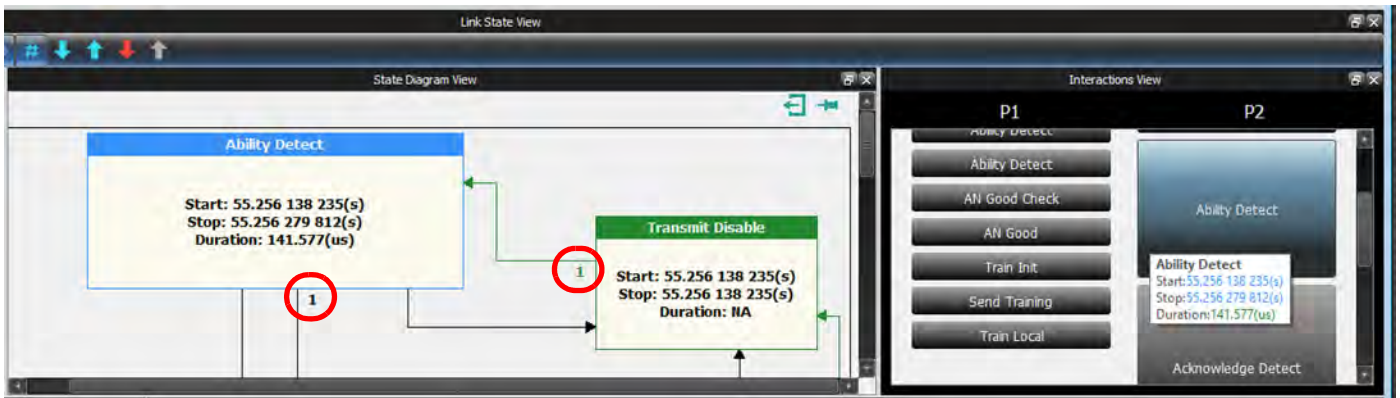 Link State View
#
State Diagram View
Interactions View
Ability Detect
Start: 55.256 138 235(s)
Stop: 55.256 279 812(s)
Duration: 141.577(us)
1
1
Transmit Disable
Start: 55.256 138 235(s)
Stop: 55.256 138 235(s)
Duration: NA
P1
P2
Ability Detect
Ability Detect
AN Good Check
AN Good
Train Init
Send Training
Train Local
Ability Detect
Ability Detect
Start:55.256 138 235(s)
Stop:55.256 279 812(s)
Duration:141.577(us)
Acknowledge Detect